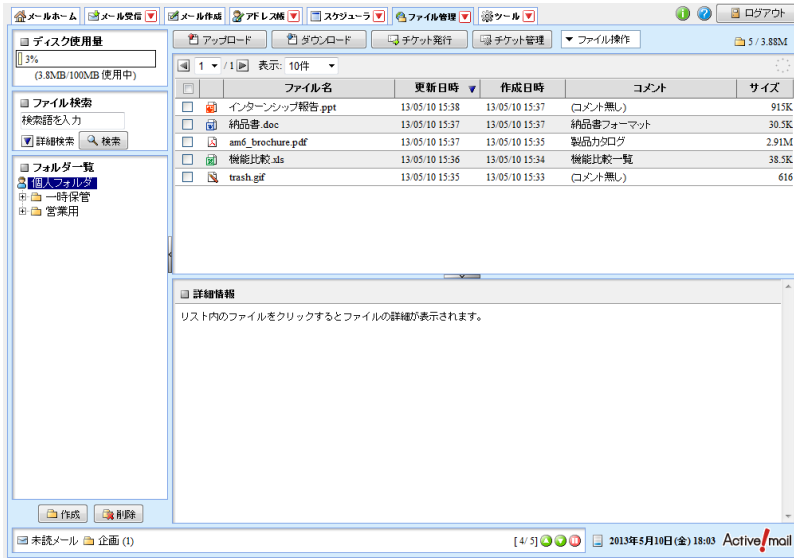 メールホーム メール受信 メール作成 アドレス帳 スケジューラ ファイル管理 ツール ログアウト
ディスク使用量
3%
(3.8MB/100MB 使用中)
アップロード ダウンロード チケット発行 チケット管理 ファイル操作 5 / 3.88M
1 / 1 表示: 10件
ファイル名 更新日時 作成日時 コメント サイズ
インターンシップ報告.ppt 13/05/10 15:38 13/05/10 15:37 (コメント無し) 915K
納品書.doc 13/05/10 15:37 13/05/10 15:37 納品書フォーマット 30.5K
am6_brochure.pdf 13/05/10 15:37 13/05/10 15:35 製品カタログ 2.91M
機能比較.xls 13/05/10 15:36 13/05/10 15:34 機能比較一覧 38.5K
trash.gif 13/05/10 15:35 13/05/10 15:33 (コメント無し) 616
ファイル検索
検索語を入力
詳細検索 検索
フォルダ一覧
個人フォルダ
一時保管
営業用
詳細情報
リスト内のファイルをクリックするとファイルの詳細が表示されます。
作成 削除
未読メール 企画 (1) [ 4/ 5] 2013年5月10日(金) 18:03 Active! mail